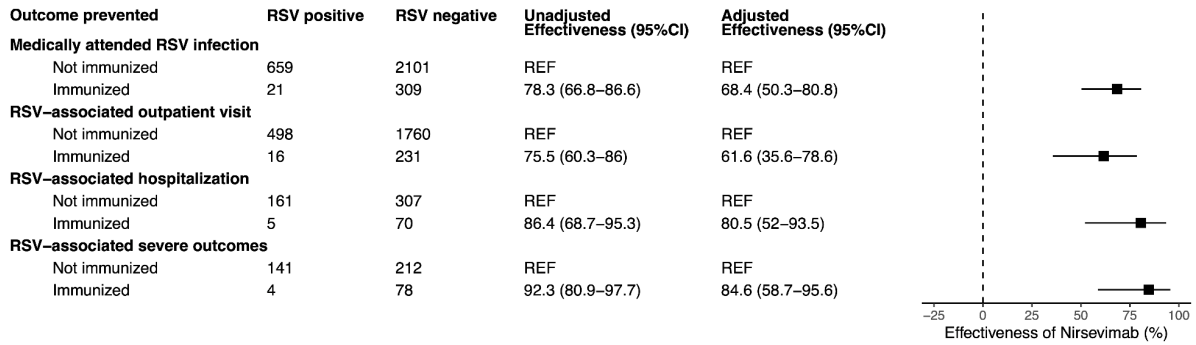 Outcome prevented RSV positive RSV negative Unadjusted Effectiveness (95%CI) Adjusted Effectiveness (95%CI)
Medically attended RSV infection
Not immunized 659 2101 REF REF
Immunized 21 309 78.3 (66.8–86.6) 68.4 (50.3–80.8)
RSV–associated outpatient visit
Not immunized 498 1760 REF REF
Immunized 16 231 75.5 (60.3–86) 61.6 (35.6–78.6)
RSV–associated hospitalization
Not immunized 161 307 REF REF
Immunized 5 70 86.4 (68.7–95.3) 80.5 (52–93.5)
RSV–associated severe outcomes
Not immunized 141 212 REF REF
Immunized 4 78 92.3 (80.9–97.7) 84.6 (58.7–95.6)
−25 0 25 50 75 100
Effectiveness of Nirsevimab (%)